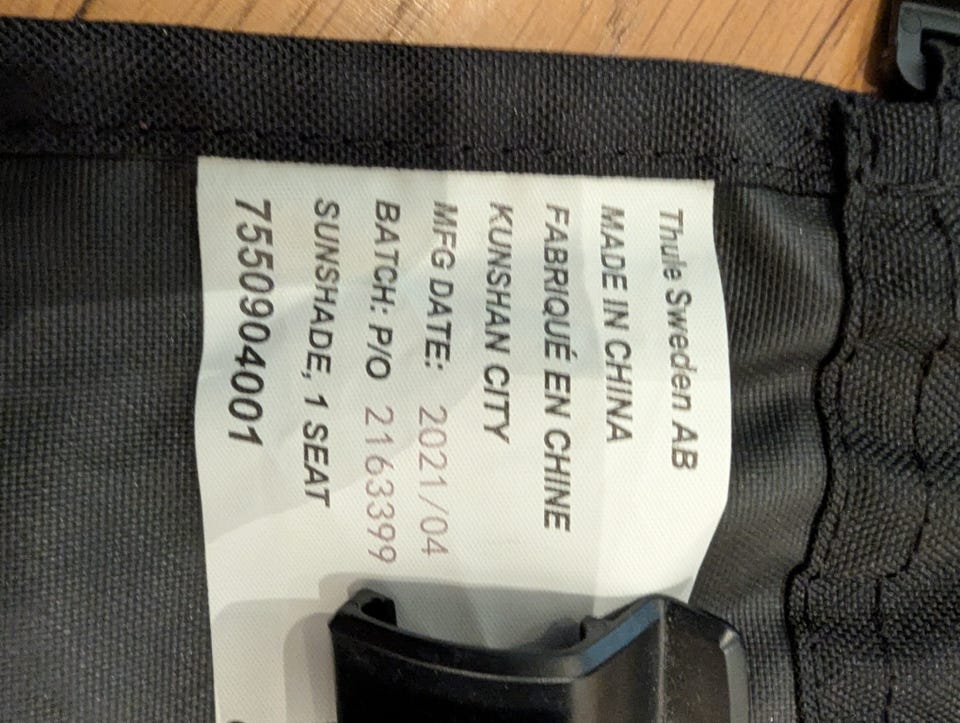 Thule Sweden AB
MADE IN CHINA
FABRIQUÉ EN CHINE
KUNSHAN CITY
MFG DATE: 2021/04
BATCH: P/O 2163399
SUNSHADE, 1 SEAT
7550904001